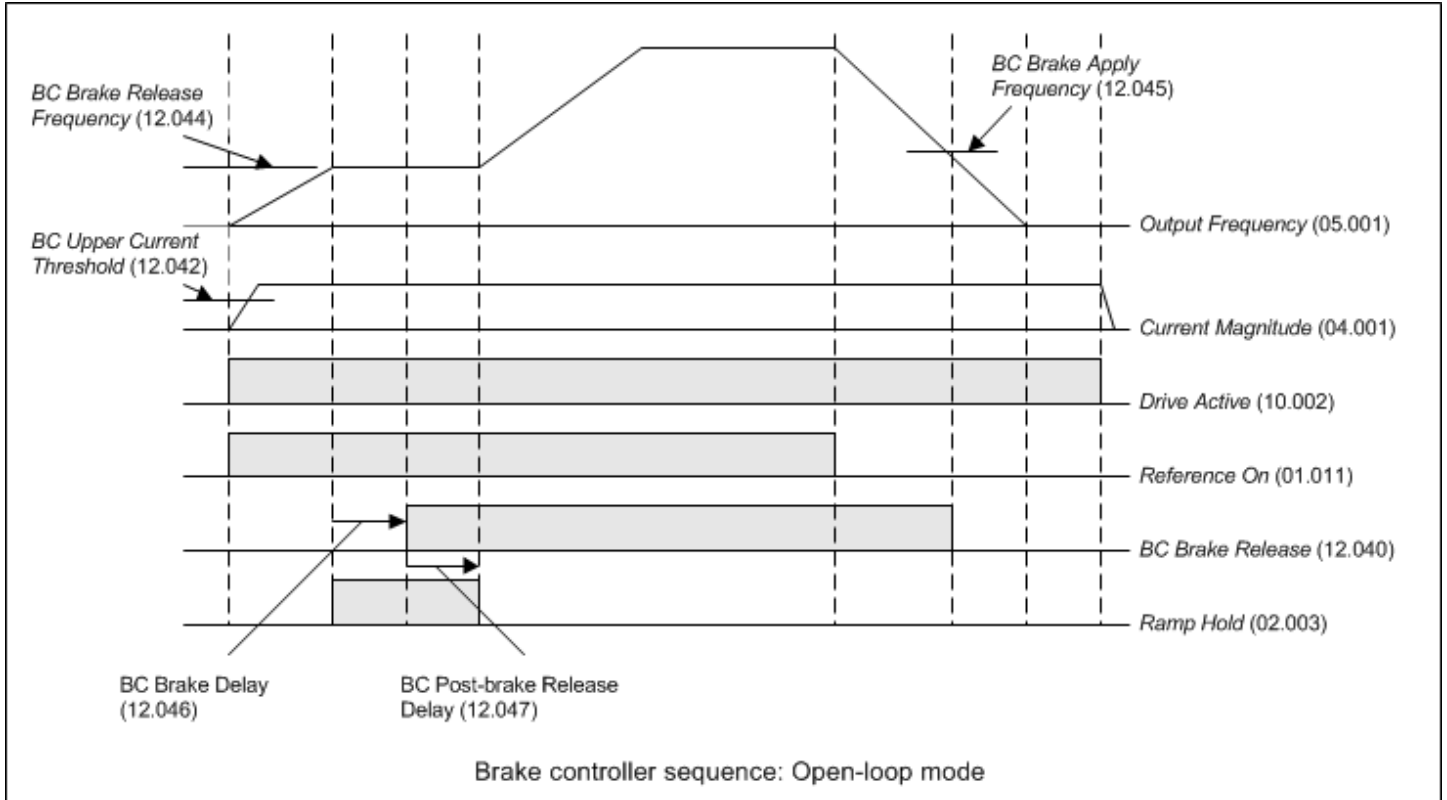 BC Brake Release
Frequency (12.044)
BC Brake Apply
Frequency (12.045)
Output Frequency (05.001)
BC Upper Current
Threshold (12.042)
Current Magnitude (04.001)
Drive Active (10.002)
Reference On (01.011)
BC Brake Release (12.040)
Ramp Hold (02.003)
BC Brake Delay
(12.046)
BC Post-brake Release
Delay (12.047)
Brake controller sequence: Open-loop mode